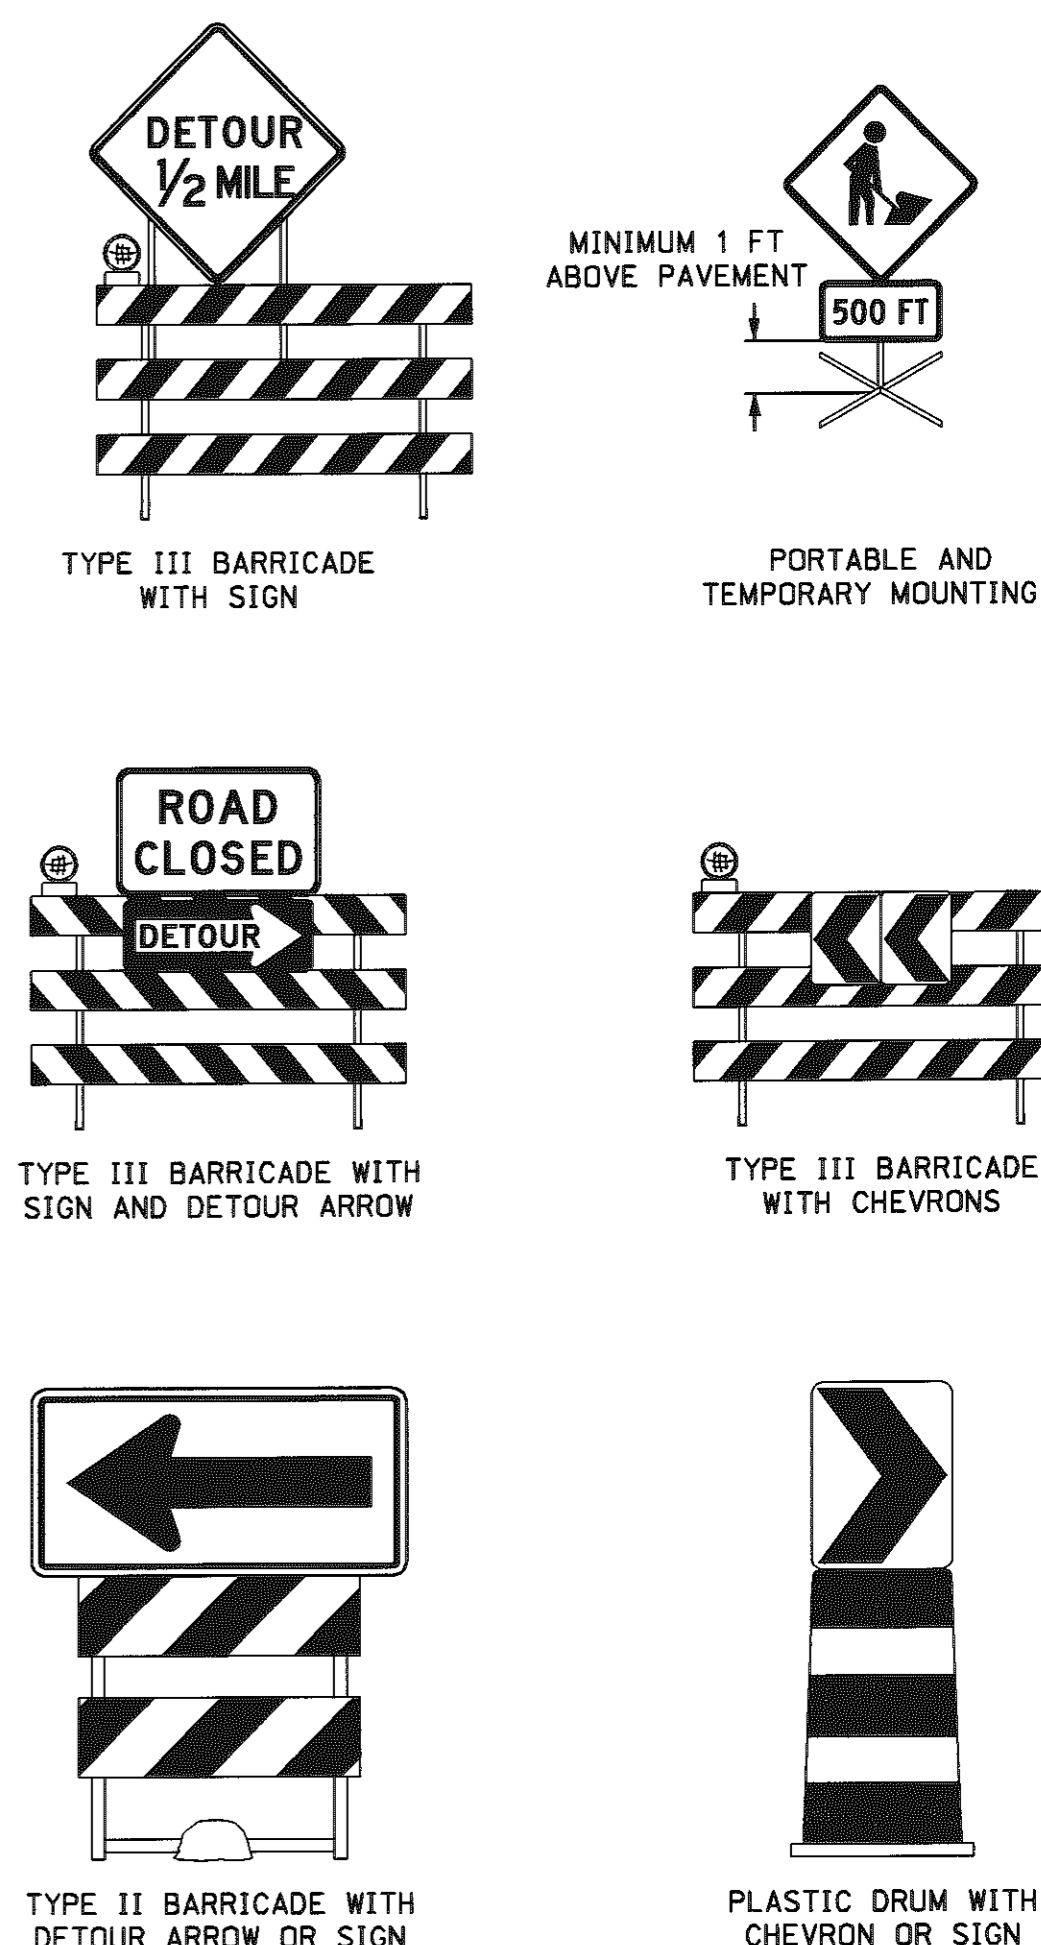 DETOUR
1/2 MILE
TYPE III BARRICADE
WITH SIGN
MINIMUM 1 FT
ABOVE PAVEMENT
500 FT
PORTABLE AND
TEMPORARY MOUNTING
ROAD
CLOSED
DETOUR
TYPE III BARRICADE WITH
SIGN AND DETOUR ARROW
TYPE III BARRICADE
WITH CHEVRONS
TYPE II BARRICADE WITH
DETOUR ARROW OR SIGN
PLASTIC DRUM WITH
CHEVRON OR SIGN